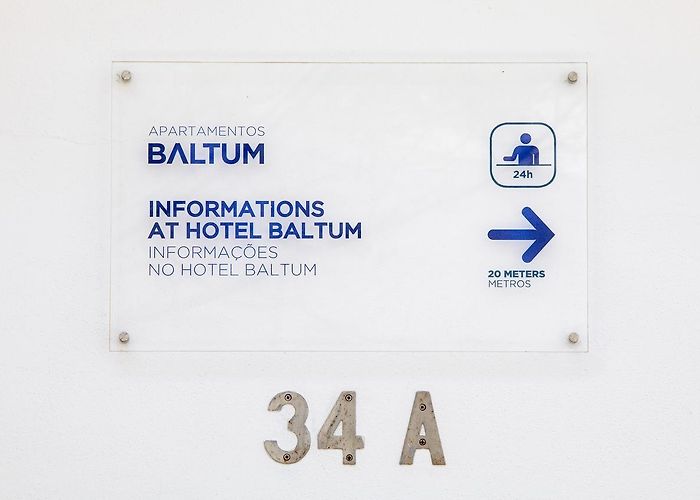 APARTAMENTOS
BALTUM
INFORMATIONS
AT HOTEL BALTUM
INFORMAÇÕES
NO HOTEL BALTUM
24h
20 METERS
METROS
34 A